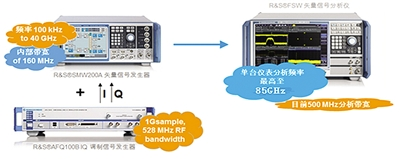 R&S®FSW 矢量信号分析仪
频率 100 kHz
to 40 GHz
内部带宽
of 160 MHz
R&S®SMW200A 矢量信号发生器
单台仪表分析频率
最高至
85GHz
目前500 MHz分析带宽
+
I
Q
1Gsample,
528 MHz RF
bandwidth
R&S®AFQ100B IQ 调制信号发生器